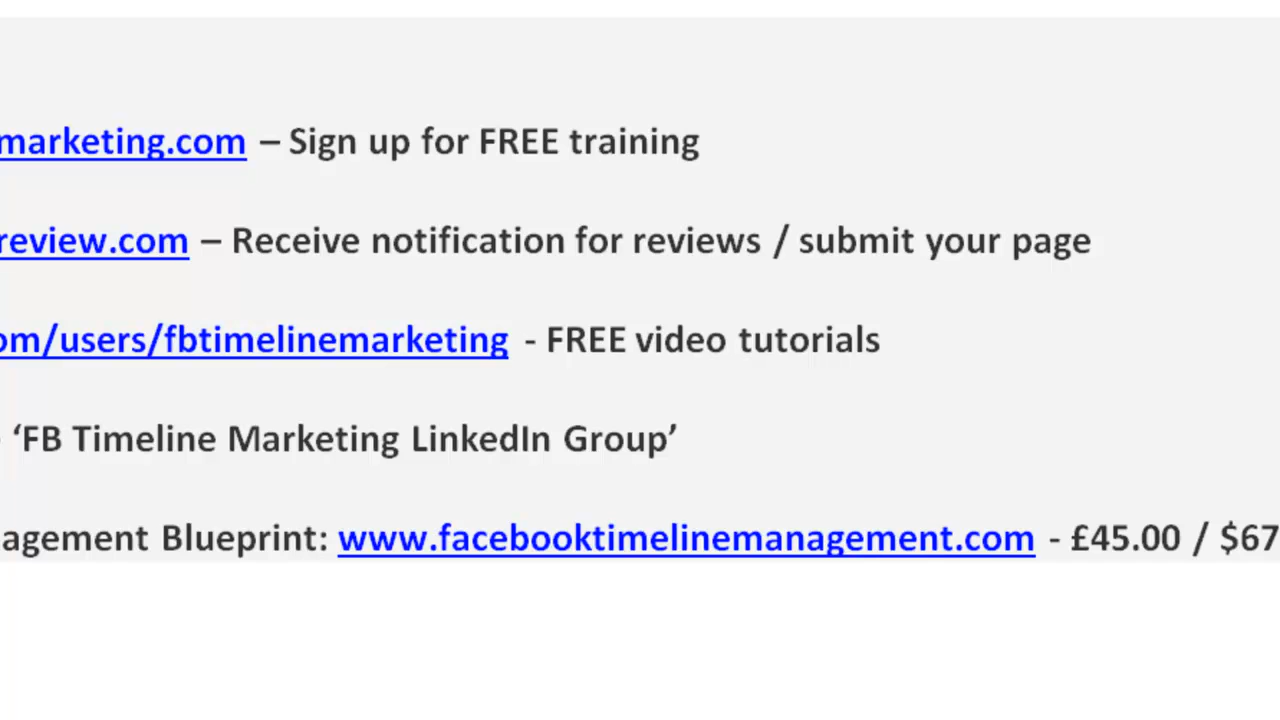 marketing.com – Sign up for FREE training
review.com – Receive notification for reviews / submit your page
om/users/fbtimelinemarketing - FREE video tutorials
‘FB Timeline Marketing LinkedIn Group’
agement Blueprint: www.facebooktimelinemanagement.com - £45.00 / $67